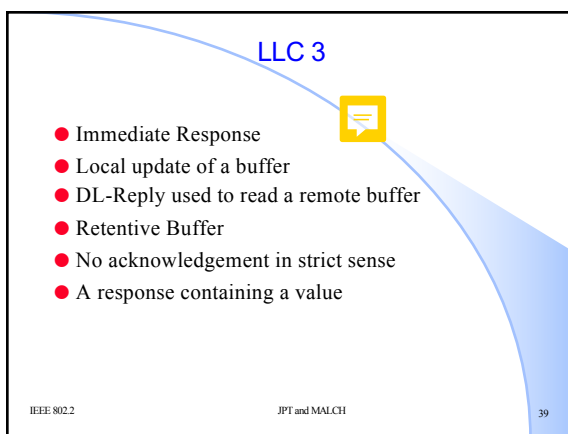 LLC 3
Immediate Response
Local update of a buffer
DL-Reply used to read a remote buffer
Retentive Buffer
No acknowledgement in strict sense
A response containing a value
IEEE 802.2
JPT and MALCH
39